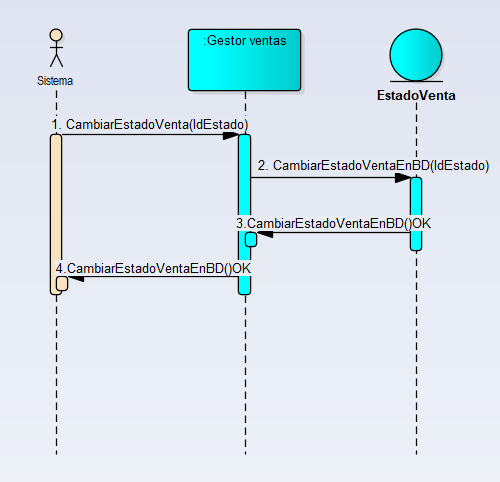 :Gestor ventas
Sistema
EstadoVenta
1. CambiarEstadoVenta(IdEstado)
2. CambiarEstadoVentaEnBD(IdEstado)
3.CambiarEstadoVentaEnBD()OK
4.CambiarEstadoVentaEnBD()OK